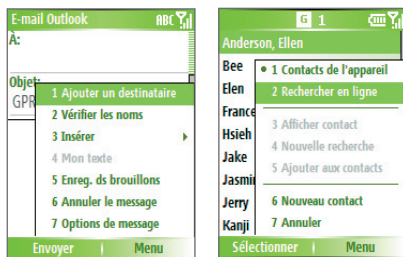 E-mail Outlook ABC
À:
Objet:
GPR
1 Ajouter un destinataire
2 Vérifier les noms
3 Insérer
4 Mon texte
5 Enreg. ds brouillons
6 Annuler le message
7 Options de message
Envoyer Menu
G 1
Anderson, Ellen
Bee
Elen
France
Hsieh
Jake
Jasmi
Jerry
Kanji
1 Contacts de l'appareil
2 Rechercher en ligne
3 Afficher contact
4 Nouvelle recherche
5 Ajouter aux contacts
6 Nouveau contact
7 Annuler
Sélectionner Menu